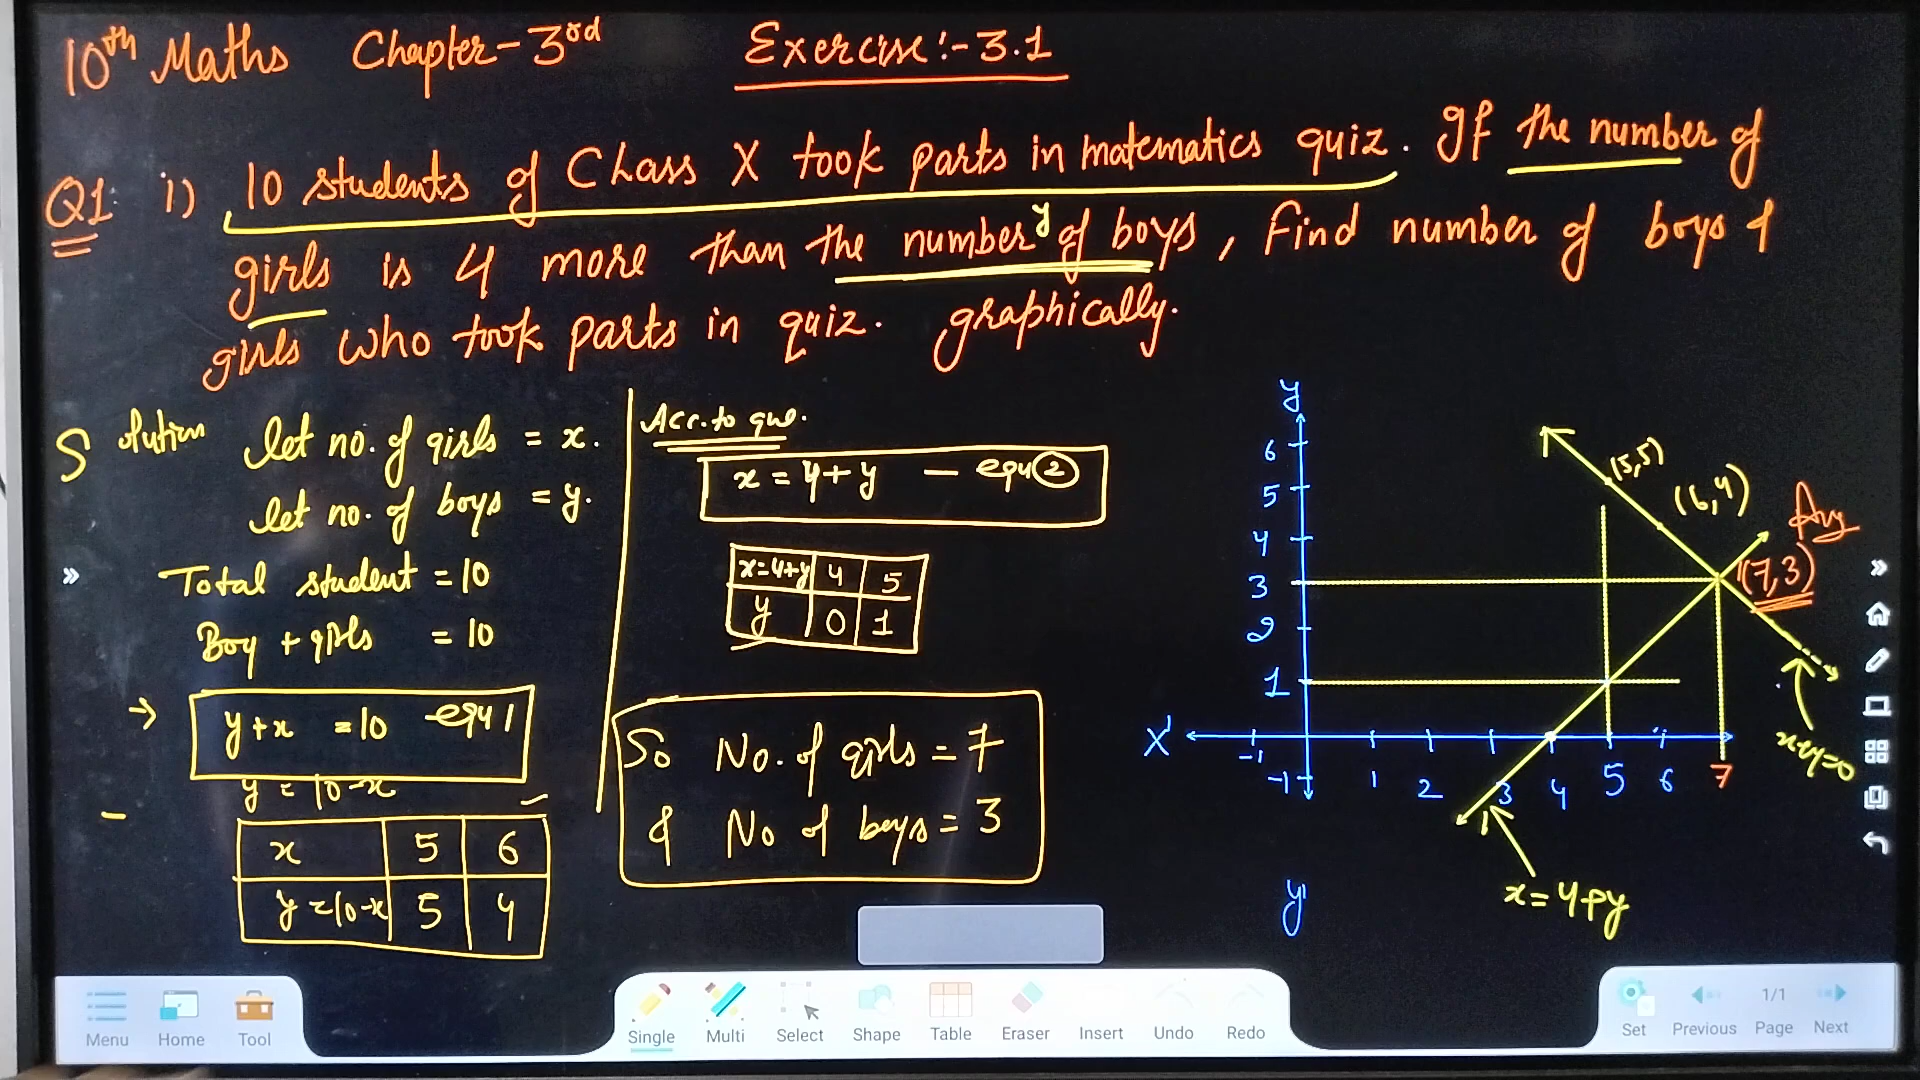 10th Maths Chapter-3rd Exercise:-3.1
Q1. i) 10 students of Class X took parts in matematics quiz. If the number of
girls is 4 more than the number y of boys, Find number of boys &
girls who took parts in quiz. graphically.
Solution let no. of girls = x.
let no. of boys = y.
Total student = 10
Boy + girls = 10
→ y+x =10 equ 1
y = 10-x
x 5 6
y=10-x 5 4
Acc. to que.
x = 4+y — equ 2
x=4+y 4 5
y 0 1
So No. of girls = 7
& No of boys = 3
y
6
5
4
3
2
1
X'
-1
-1
1 2 3 4 5 6 7
y'
(5,5)
(6,4)
(7,3)
x=4+y
» 
»
Menu Home Tool
Single Multi Select Shape Table Eraser Insert Undo Redo
Set Previous 1/1 Page Next